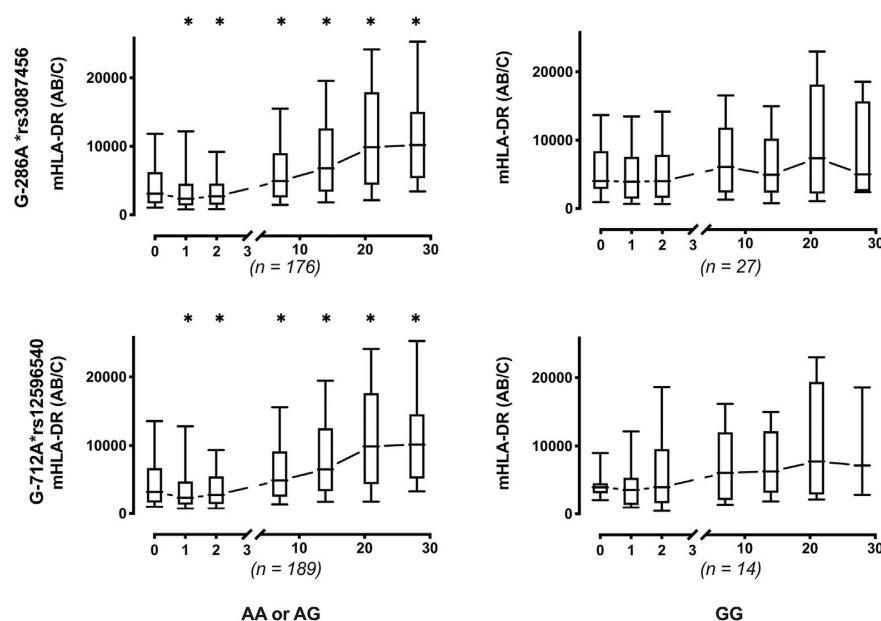 * * * * * *
G-286A *rs3087456
mHLA-DR (AB/C)
20000
10000
0
0 1 2 3 10 20 30
(n = 176)
mHLA-DR (AB/C)
20000
10000
0
0 1 2 3 10 20 30
(n = 27)
* * * * * *
G-712A*rs12596540
mHLA-DR (AB/C)
20000
10000
0
0 1 2 3 10 20 30
(n = 189)
mHLA-DR (AB/C)
20000
10000
0
0 1 2 3 10 20 30
(n = 14)
AA or AG
GG